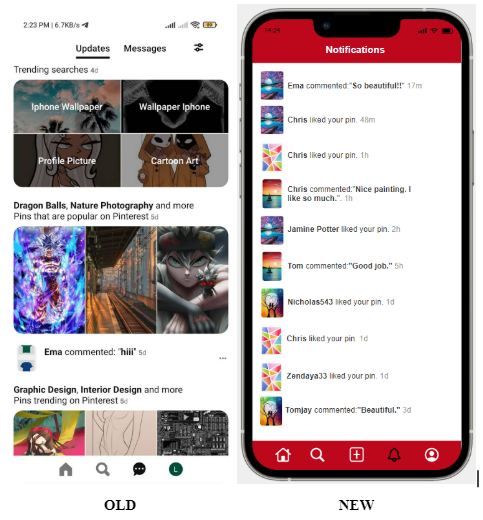 2:23 PM | 6.7KB/s
Updates
Messages
Trending searches 4d
Iphone Wallpaper
Wallpaper Iphone
Profile Picture
Cartoon Art
Dragon Balls, Nature Photography and more
Pins that are popular on Pinterest 5d
Ema commented: "hiii" 5d
...
Graphic Design, Interior Design and more
Pins trending on Pinterest 5d
L
OLD
14:24
Notifications
Ema commented:"So beautiful!!" 17m
Chris liked your pin. 48m
Chris liked your pin. 1h
Chris commented:"Nice painting. I
like so much.". 1h
Jamine Potter liked your pin. 2h
Tom commented:"Good job." 5h
Nicholas543 liked your pin. 1d
Chris liked your pin. 1d
Zendaya33 liked your pin. 1d
Tomjay commented:"Beautiful." 3d
NEW